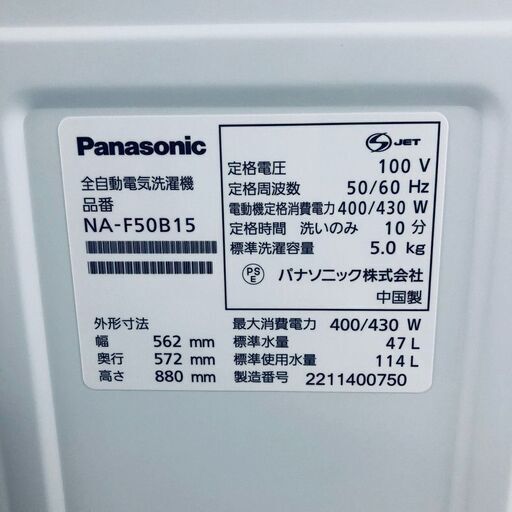 Panasonic
全自動電気洗濯機
品番
NA-F50B15
外形寸法
幅 562 mm
奥行 572 mm
高さ 880 mm
JET
定格電圧 100 V
定格周波数 50/60 Hz
電動機定格消費電力 400/430 W
定格時間 洗いのみ 10 分
標準洗濯容量 5.0 kg
PS E パナソニック株式会社
中国製
最大消費電力 400/430 W
標準水量 47 L
標準使用水量 114 L
製造番号 2211400750